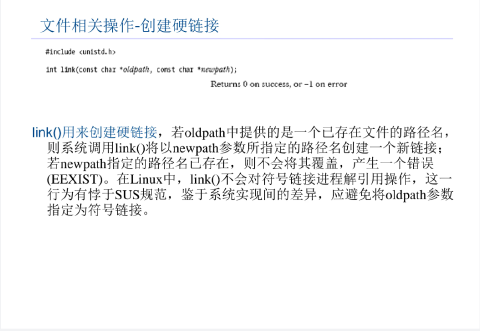 文件相关操作-创建硬链接
#include <unistd.h>
int link(const char *oldpath, const char *newpath);
Returns 0 on success, or −1 on error
link()用来创建硬链接，若oldpath中提供的是一个已存在文件的路径名，
则系统调用link()将以newpath参数所指定的路径名创建一个新链接；
若newpath指定的路径名已存在，则不会将其覆盖，产生一个错误
(EEXIST)。在Linux中，link()不会对符号链接进程解引用操作，这一
行为有悖于SUS规范，鉴于系统实现间的差异，应避免将oldpath参数
指定为符号链接。